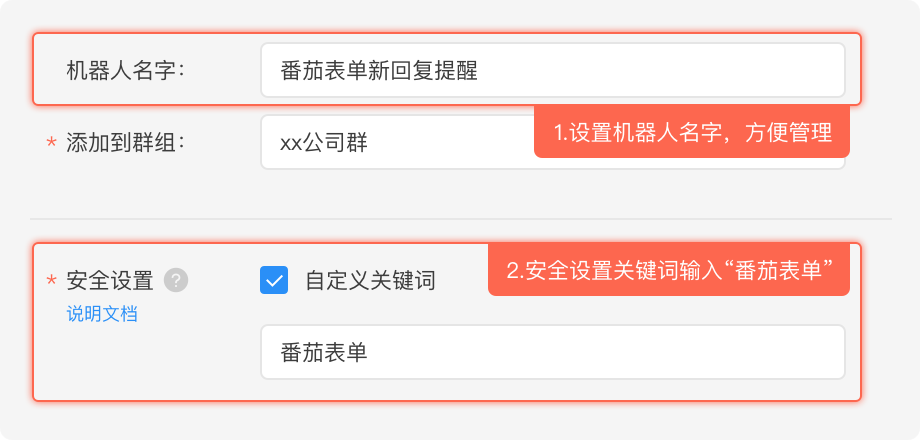 机器人名字：
番茄表单新回复提醒
* 添加到群组：
xx公司群
1.设置机器人名字，方便管理
* 安全设置 ?
自定义关键词
2.安全设置关键词输入“番茄表单”
说明文档
番茄表单